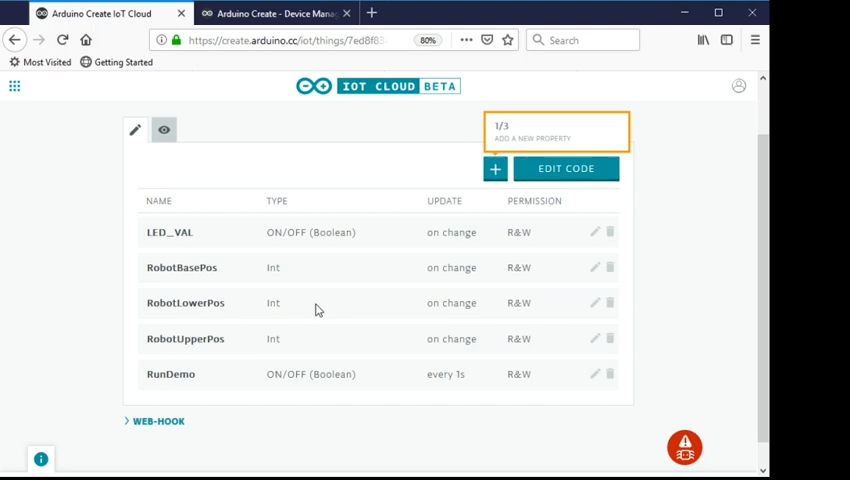 Arduino Create IoT Cloud
Arduino Create - Device Manag
https://create.arduino.cc/iot/things/7ed8f83-
80%
Search
Most Visited
Getting Started
IOT CLOUD BETA
1/3
ADD A NEW PROPERTY
+ EDIT CODE
NAME TYPE UPDATE PERMISSION
LED_VAL ON/OFF (Boolean) on change R&W
RobotBasePos Int on change R&W
RobotLowerPos Int on change R&W
RobotUpperPos Int on change R&W
RunDemo ON/OFF (Boolean) every 1s R&W
> WEB-HOOK